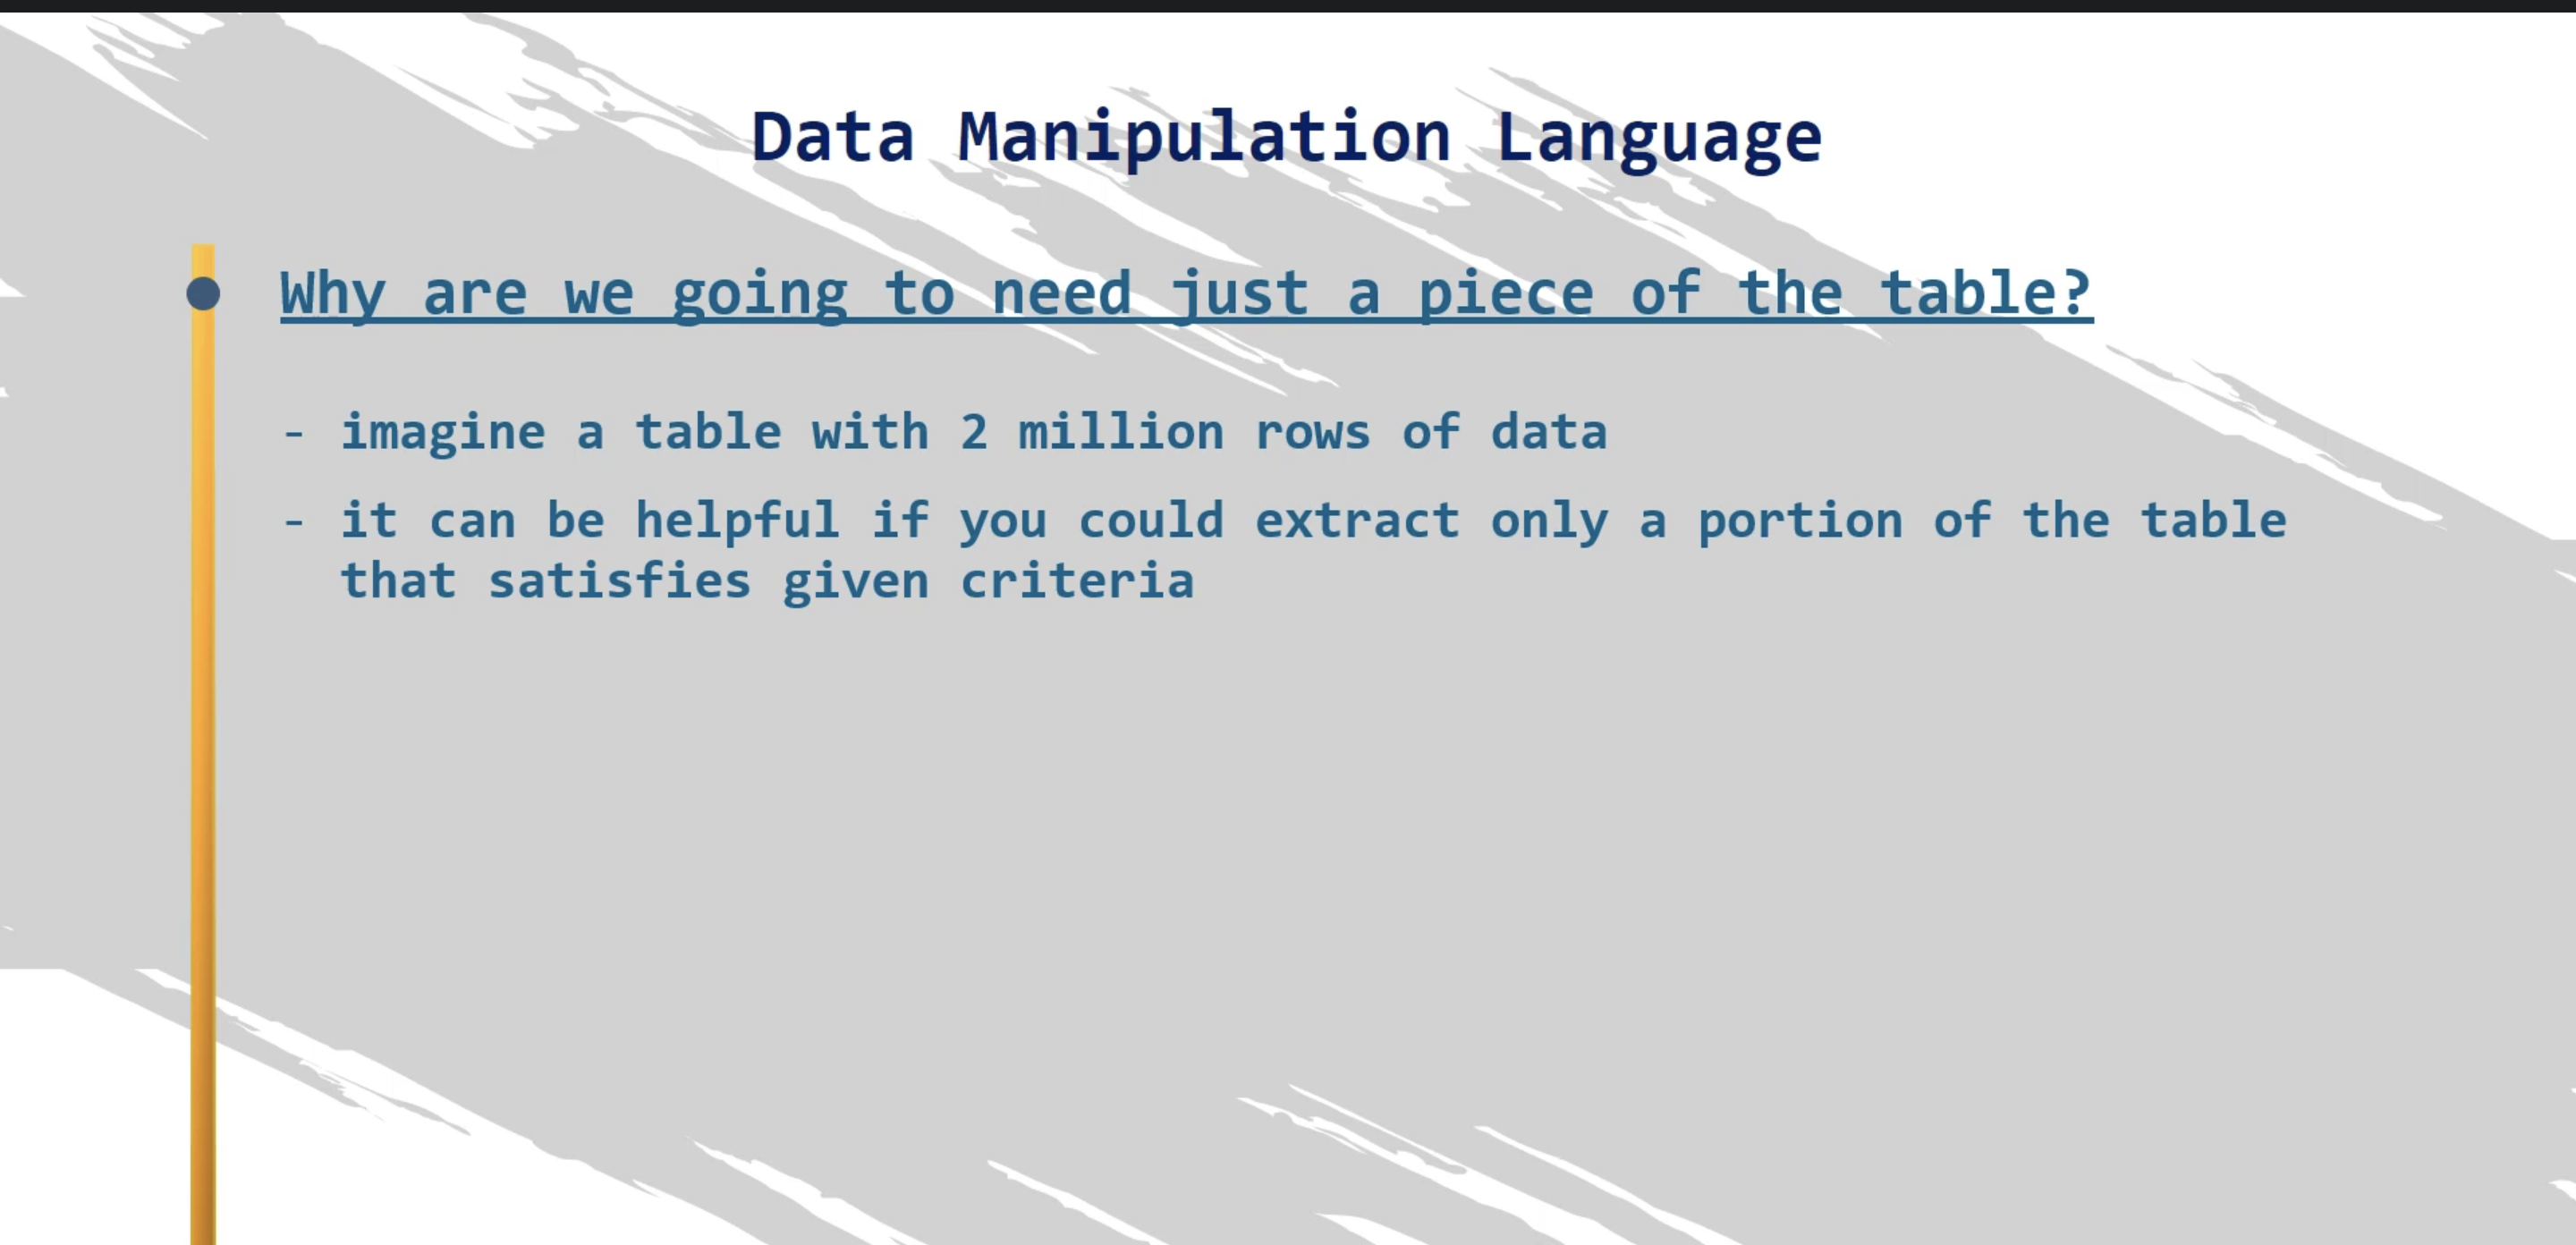 Data Manipulation Language
Why are we going to need just a piece of the table?
- imagine a table with 2 million rows of data
- it can be helpful if you could extract only a portion of the table
that satisfies given criteria